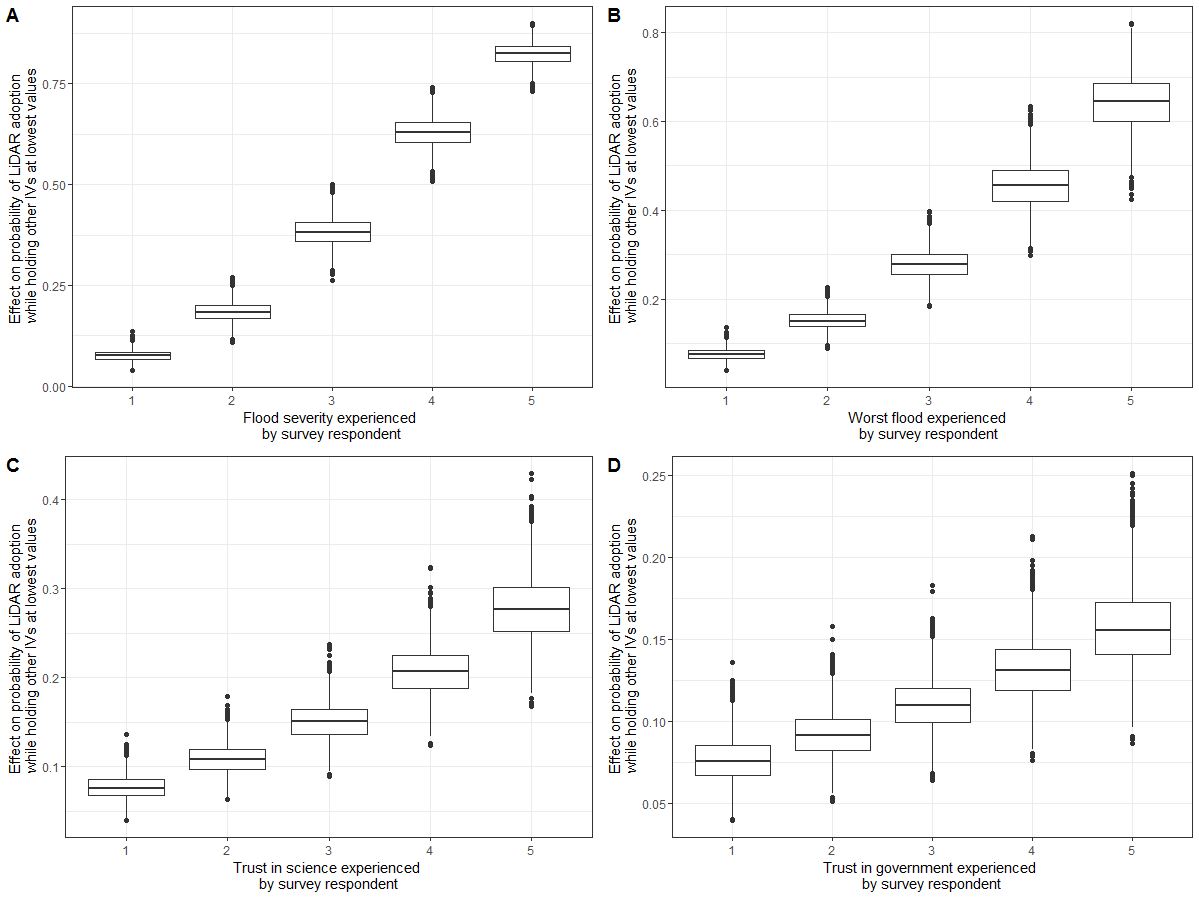 A
Effect on probability of LiDAR adoption
while holding other IVs at lowest values
0.75
0.50
0.25
0.00
1 2 3 4 5
Flood severity experienced
by survey respondent
B
Effect on probability of LiDAR adoption
while holding other IVs at lowest values
0.8
0.6
0.4
0.2
1 2 3 4 5
Worst flood experienced
by survey respondent
C
Effect on probability of LiDAR adoption
while holding other IVs at lowest values
0.4
0.3
0.2
0.1
1 2 3 4 5
Trust in science experienced
by survey respondent
D
Effect on probability of LiDAR adoption
while holding other IVs at lowest values
0.25
0.20
0.15
0.10
0.05
1 2 3 4 5
Trust in government experienced
by survey respondent